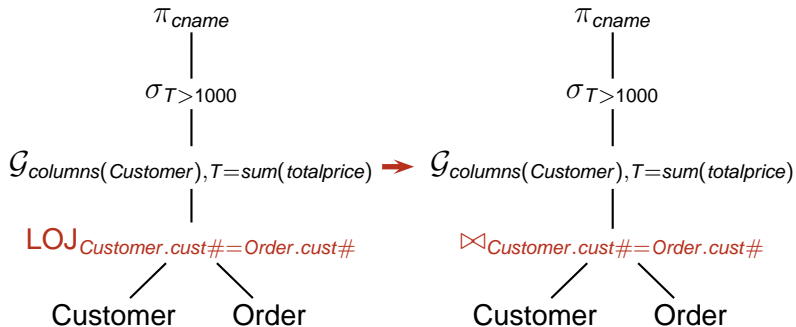 π_cname π_cname
σ_T>1000 σ_T>1000
𝒢_columns(Customer),T=sum(totalprice) 𝒢_columns(Customer),T=sum(totalprice)
LOJ_Customer.cust#=Order.cust# ⋈_Customer.cust#=Order.cust#
Customer Order Customer Order